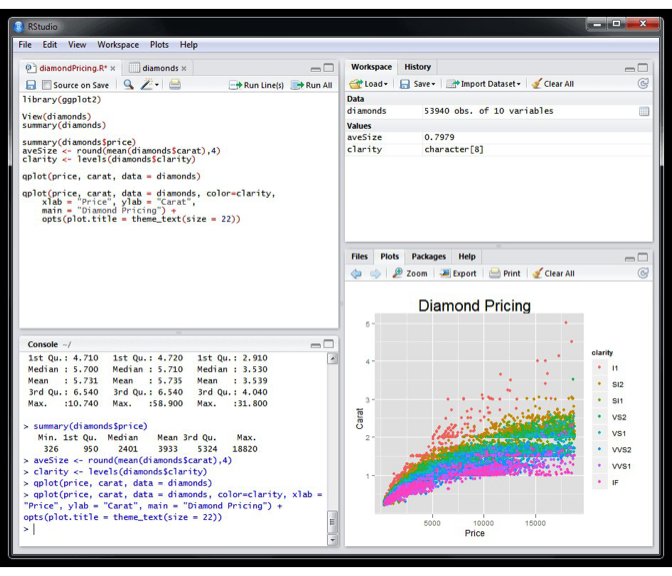 RStudio
File Edit View Workspace Plots Help
diamondPricing.R* × diamonds ×
Source on Save Run Line(s) Run All
library(ggplot2)
View(diamonds)
summary(diamonds)
summary(diamonds$price)
aveSize <- round(mean(diamonds$carat),4)
clarity <- levels(diamonds$clarity)
qplot(price, carat, data = diamonds)
qplot(price, carat, data = diamonds, color=clarity,
xlab = "Price", ylab = "Carat",
main = "Diamond Pricing") +
opts(plot.title = theme_text(size = 22))
Console ~/
1st Qu.: 4.710 1st Qu.: 4.720 1st Qu.: 2.910
Median : 5.700 Median : 5.710 Median : 3.530
Mean : 5.731 Mean : 5.735 Mean : 3.539
3rd Qu.: 6.540 3rd Qu.: 6.540 3rd Qu.: 4.040
Max. :10.740 Max. :58.900 Max. :31.800
> summary(diamonds$price)
Min. 1st Qu. Median Mean 3rd Qu. Max.
326 950 2401 3933 5324 18820
> aveSize <- round(mean(diamonds$carat),4)
> clarity <- levels(diamonds$clarity)
> qplot(price, carat, data = diamonds)
> qplot(price, carat, data = diamonds, color=clarity, xlab =
"Price", ylab = "Carat", main = "Diamond Pricing") +
opts(plot.title = theme_text(size = 22))
>
Workspace History
Load Save Import Dataset Clear All
Data
diamonds 53940 obs. of 10 variables
Values
aveSize 0.7979
clarity character[8]
Files Plots Packages Help
Zoom Export Print Clear All
Diamond Pricing
5
4
3
2
1
Carat
5000 10000 15000
Price
clarity
I1
SI2
SI1
VS2
VS1
VVS2
VVS1
IF